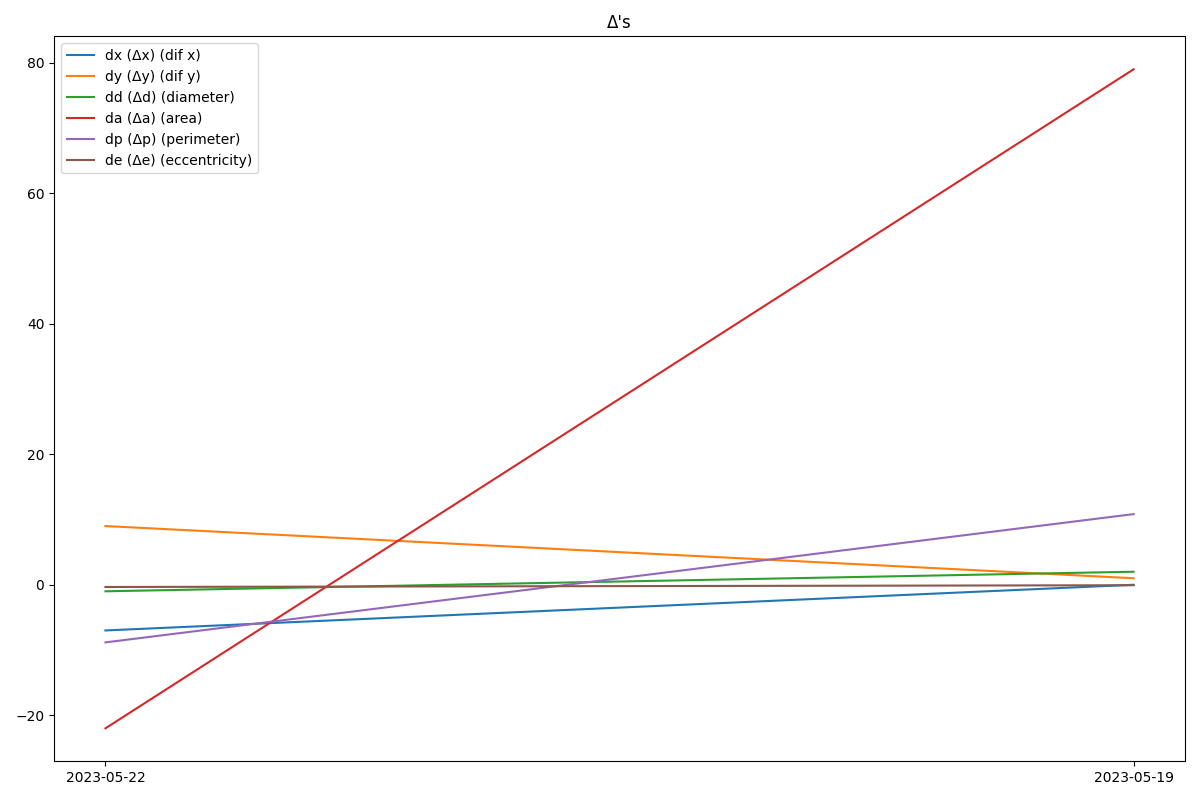 Δ's
dx (Δx) (dif x)
dy (Δy) (dif y)
dd (Δd) (diameter)
da (Δa) (area)
dp (Δp) (perimeter)
de (Δe) (eccentricity)
80
60
40
20
0
−20
2023-05-22 2023-05-19